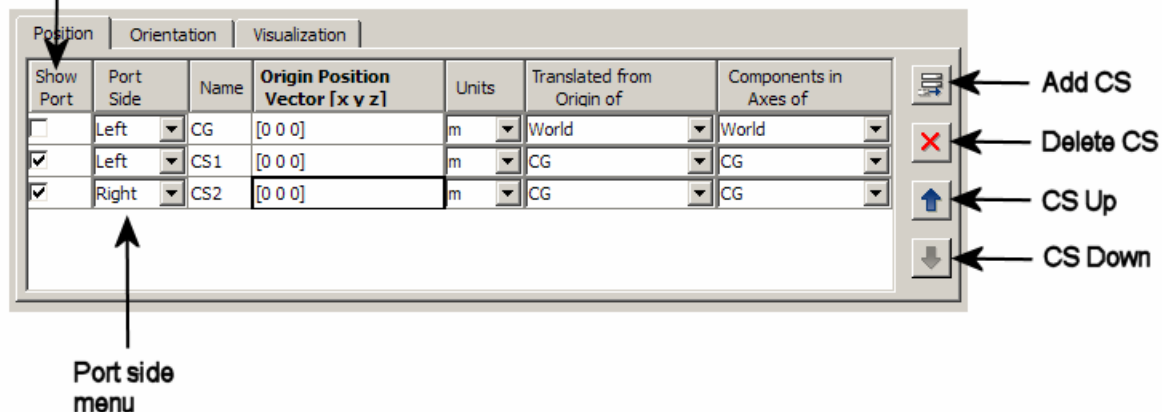 Position Orientation Visualization
Show Port Port Side Name Origin Position Vector [x y z] Units Translated from Origin of Components in Axes of
Left CG [0 0 0] m World World
Left CS1 [0 0 0] m CG CG
Right CS2 [0 0 0] m CG CG
Add CS
Delete CS
CS Up
CS Down
Port side
menu